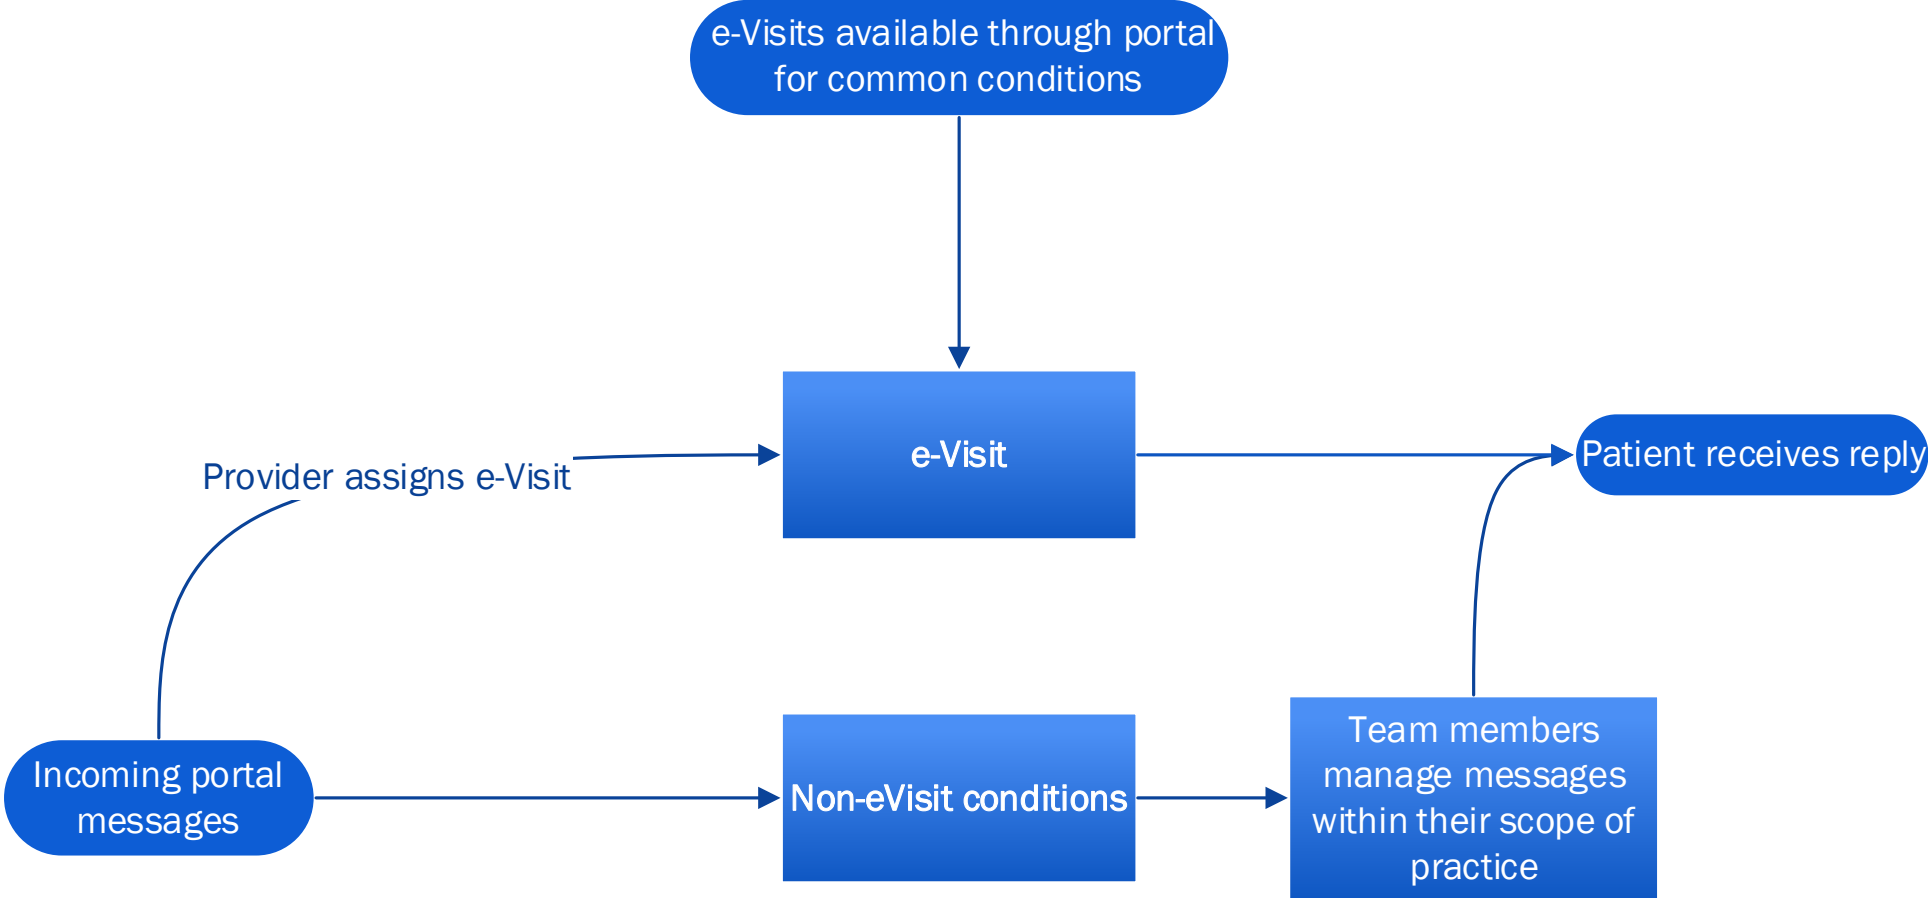 e-Visits available through portal
for common conditions
e-Visit
Patient receives reply
Provider assigns e-Visit
Incoming portal
messages
Non-eVisit conditions
Team members
manage messages
within their scope of
practice